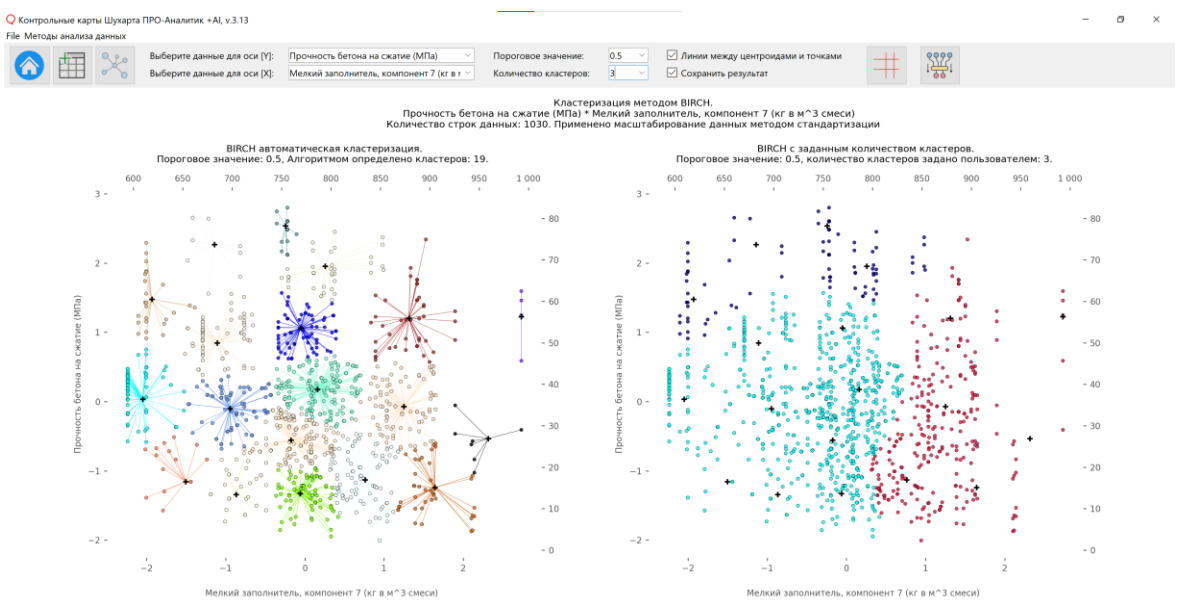 Контрольные карты Шухарта ПРО-Аналитик +AI, v.3.13
File Методы анализа данных
Выберите данные для оси [Y]: Прочность бетона на сжатие (МПа) Пороговое значение: 0.5 Линии между центроидами и точками
Выберите данные для оси [X]: Мелкий заполнитель, компонент 7 (кг в м Количество кластеров: 3 Сохранить результат
Кластеризация методом BIRCH.
Прочность бетона на сжатие (МПа) * Мелкий заполнитель, компонент 7 (кг в м^3 смеси)
Количество строк данных: 1030. Применено масштабирование данных методом стандартизации
BIRCH автоматическая кластеризация.
Пороговое значение: 0.5, Алгоритмом определено кластеров: 19.
600 650 700 750 800 850 900 950 1 000
3
2
1
0
−1
−2
80
70
60
50
40
30
20
10
0
Прочность бетона на сжатие (МПа)
−2 −1 0 1 2
Мелкий заполнитель, компонент 7 (кг в м^3 смеси)
BIRCH с заданным количеством кластеров.
Пороговое значение: 0.5, количество кластеров задано пользователем: 3.
600 650 700 750 800 850 900 950 1 000
3
2
1
0
−1
−2
80
70
60
50
40
30
20
10
0
Прочность бетона на сжатие (МПа)
−2 −1 0 1 2
Мелкий заполнитель, компонент 7 (кг в м^3 смеси)